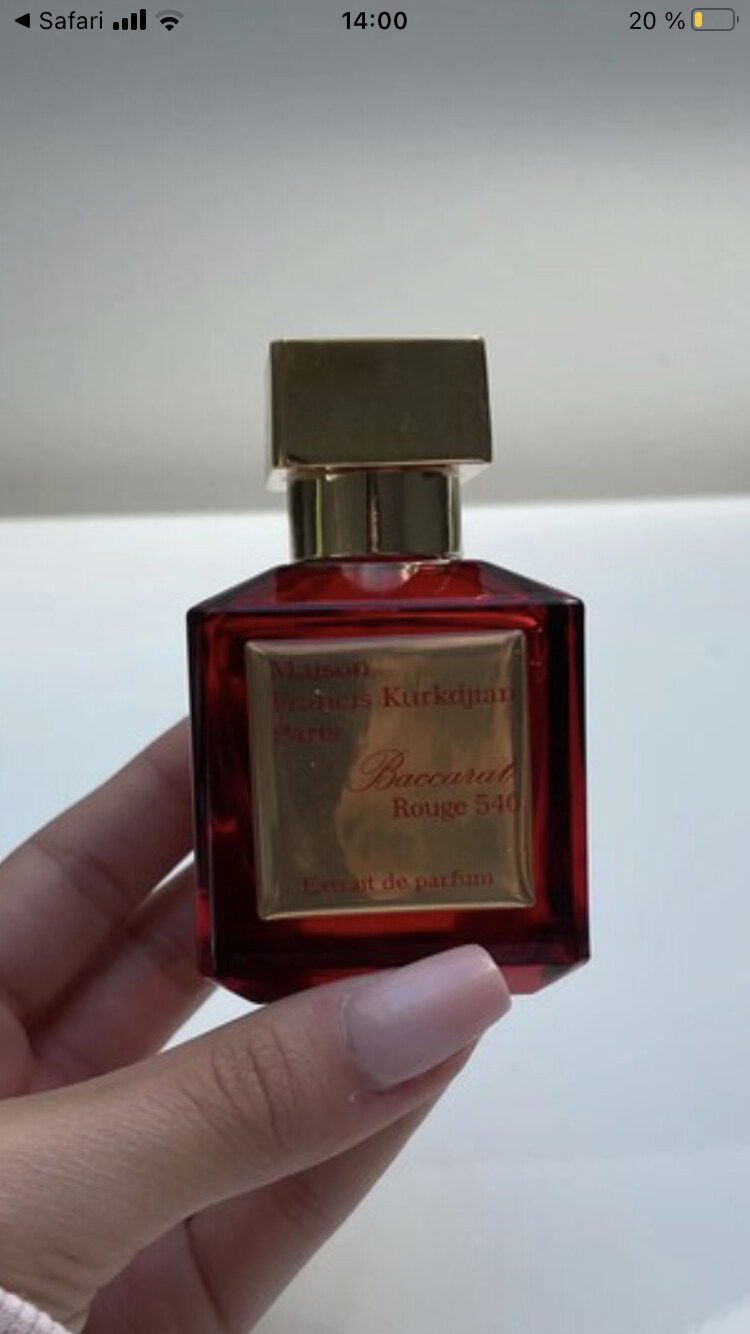 Safari
14:00
20 %
Maison
Francis Kurkdjian
Paris
Baccarat
Rouge 540
Extrait de parfum